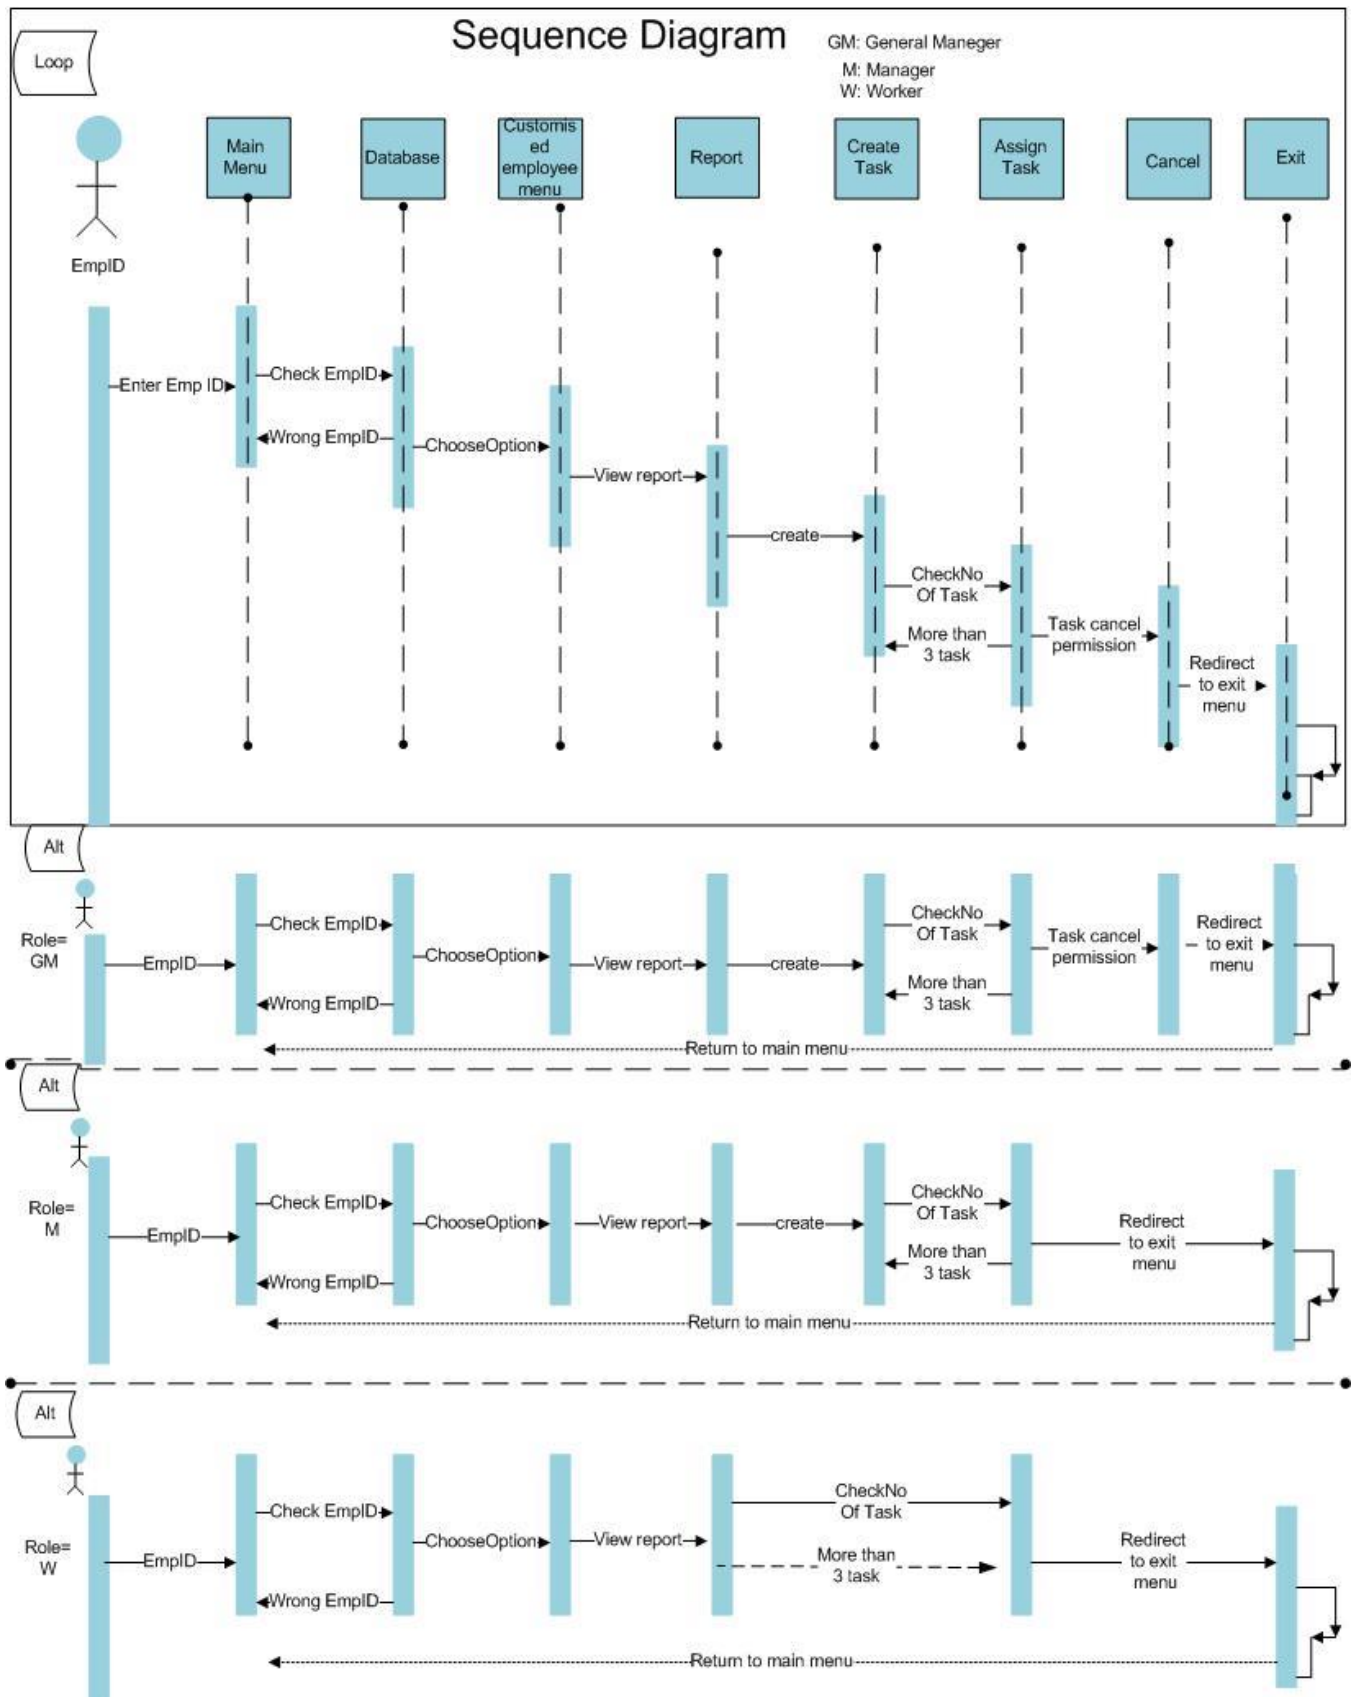 Sequence Diagram
GM: General Maneger
M: Manager
W: Worker
Loop
EmpID
Main
Menu
Database
Customis
ed
employee
menu
Report
Create
Task
Assign
Task
Cancel
Exit
Enter Emp ID
Check EmpID
Wrong EmpID
ChooseOption
View report
create
CheckNo
Of Task
More than
3 task
Task cancel
permission
Redirect
to exit
menu
Alt
Role=
GM
EmpID
Check EmpID
Wrong EmpID
ChooseOption
View report
create
CheckNo
Of Task
More than
3 task
Task cancel
permission
Redirect
to exit
menu
Return to main menu
Alt
Role=
M
EmpID
Check EmpID
Wrong EmpID
ChooseOption
View report
create
CheckNo
Of Task
More than
3 task
Redirect
to exit
menu
Return to main menu
Alt
Role=
W
EmpID
Check EmpID
Wrong EmpID
ChooseOption
View report
CheckNo
Of Task
More than
3 task
Redirect
to exit
menu
Return to main menu